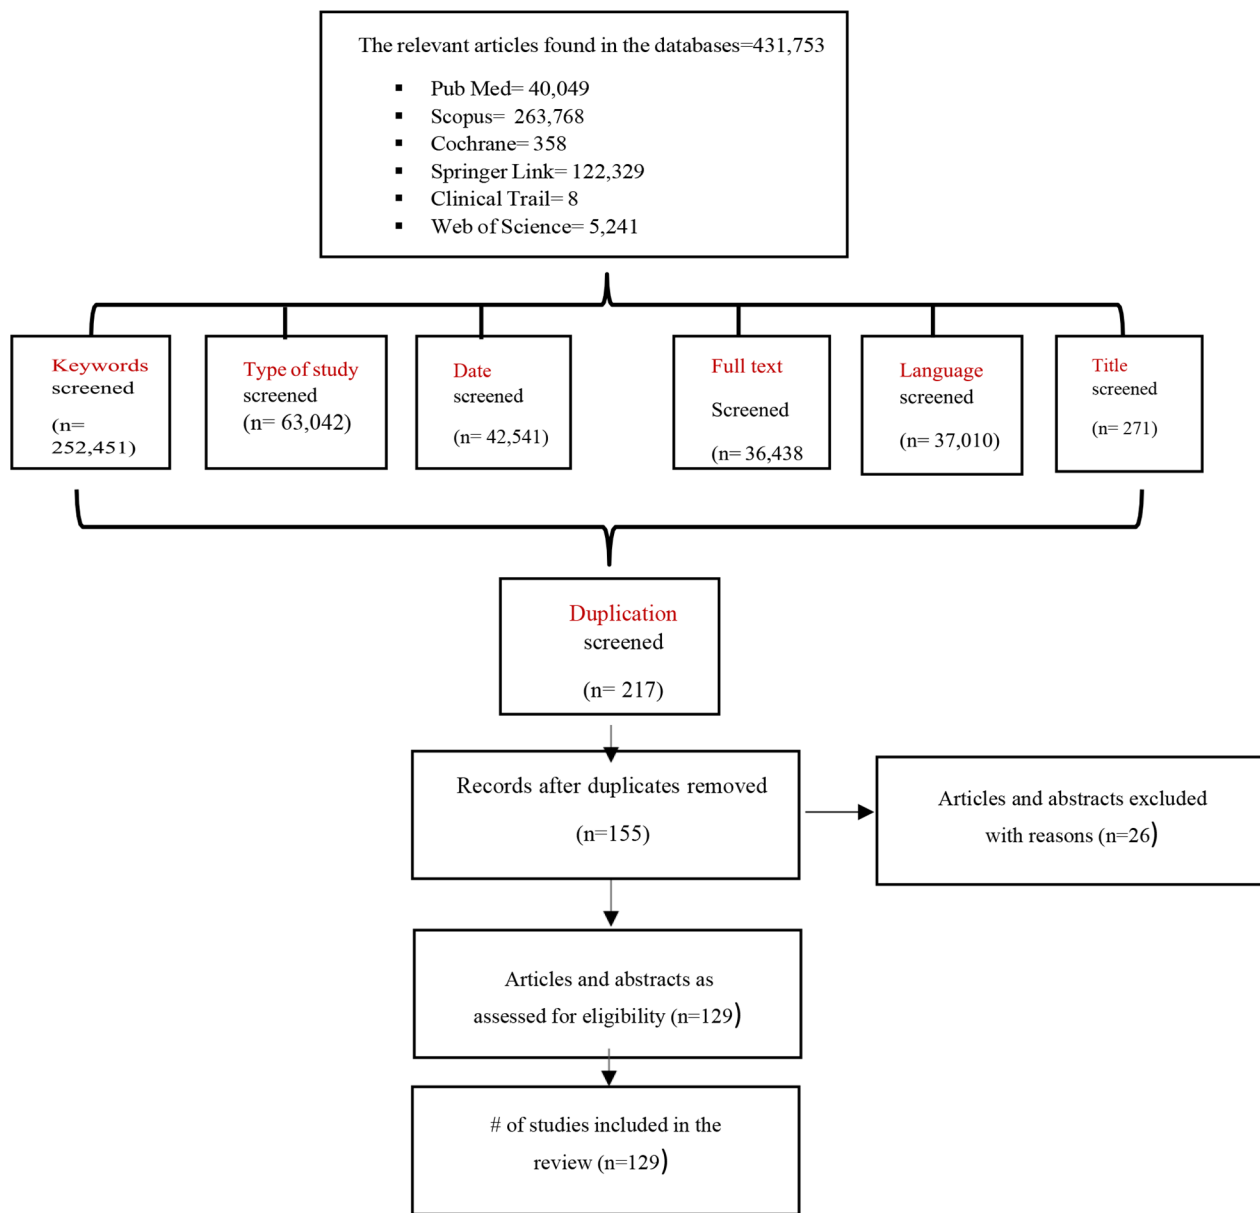 The relevant articles found in the databases=431,753
▪ Pub Med= 40,049
▪ Scopus= 263,768
▪ Cochrane= 358
▪ Springer Link= 122,329
▪ Clinical Trail= 8
▪ Web of Science= 5,241
Keywords
screened
(n=
252,451)
Type of study
screened
(n= 63,042)
Date
screened
(n= 42,541)
Full text
Screened
(n= 36,438
Language
screened
(n= 37,010)
Title
screened
(n= 271)
Duplication
screened
(n= 217)
Records after duplicates removed
(n=155)
Articles and abstracts excluded
with reasons (n=26)
Articles and abstracts as
assessed for eligibility (n=129)
# of studies included in the
review (n=129)